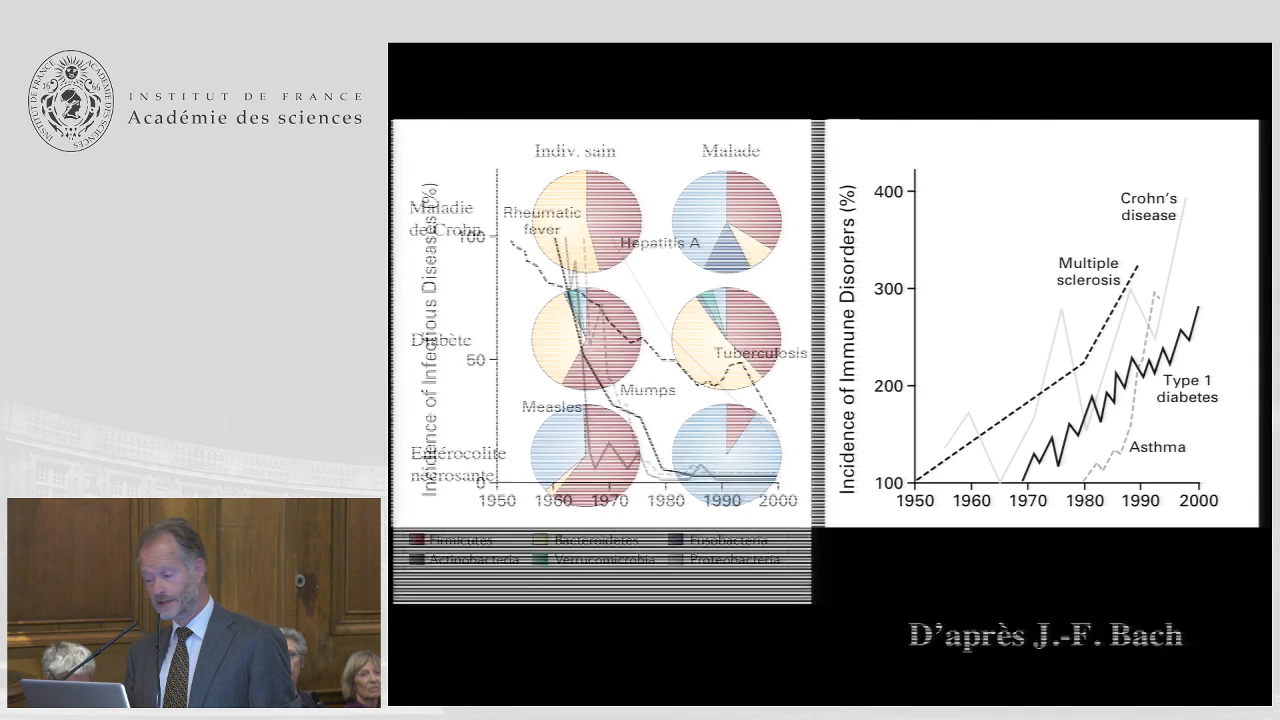 INSTITUT DE FRANCE
Académie des sciences
Indiv. sain
Malade
Maladie
de Crohn
Diabète
Entérocolite
nécrosante
Incidence of Infectious Diseases (%)
100
50
0
Rheumatic
fever
Hepatitis A
Tuberculosis
Mumps
Measles
1950 1960 1970 1980 1990 2000
Firmicutes Bacteroidetes Fusobacteria
Actinobacteria Verrucomicrobia Proteobacteria
Incidence of Immune Disorders (%)
400
300
200
100
Crohn's
disease
Multiple
sclerosis
Type 1
diabetes
Asthma
1950 1960 1970 1980 1990 2000
D'après J.-F. Bach